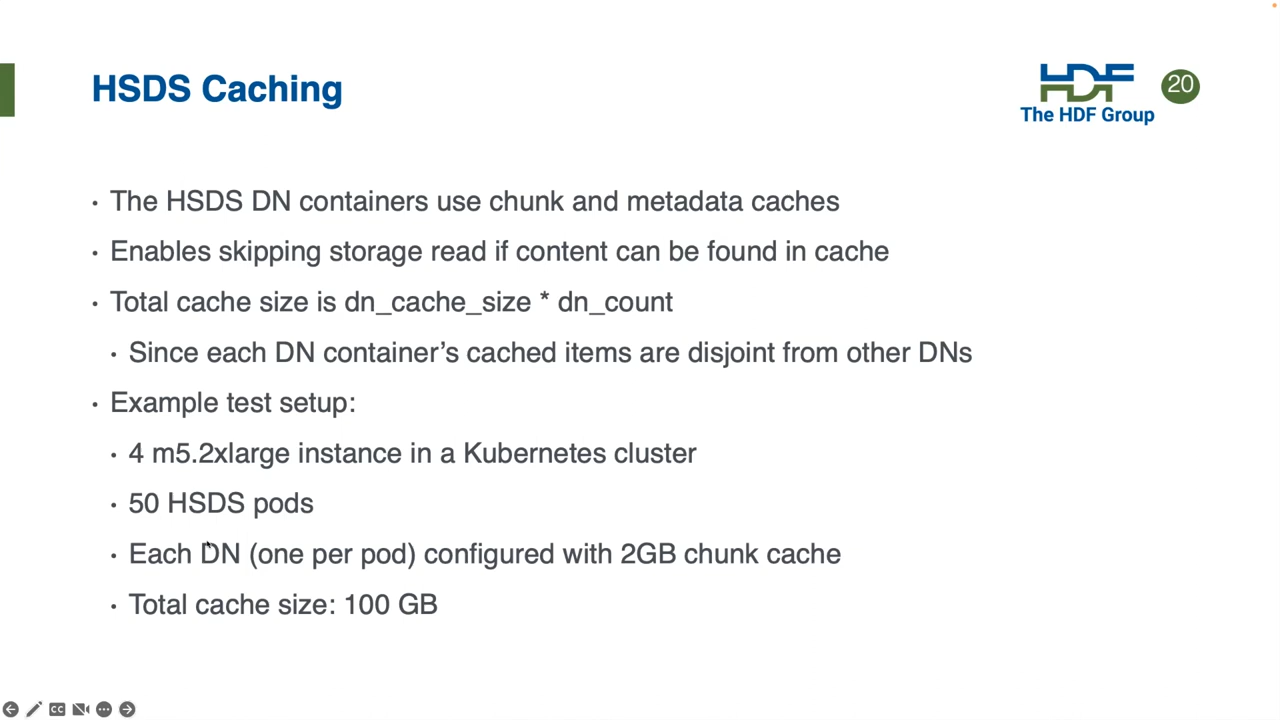 HSDS Caching
HDF
The HDF Group
20
• The HSDS DN containers use chunk and metadata caches
• Enables skipping storage read if content can be found in cache
• Total cache size is dn_cache_size * dn_count
• Since each DN container’s cached items are disjoint from other DNs
• Example test setup:
• 4 m5.2xlarge instance in a Kubernetes cluster
• 50 HSDS pods
• Each DN (one per pod) configured with 2GB chunk cache
• Total cache size: 100 GB
CC